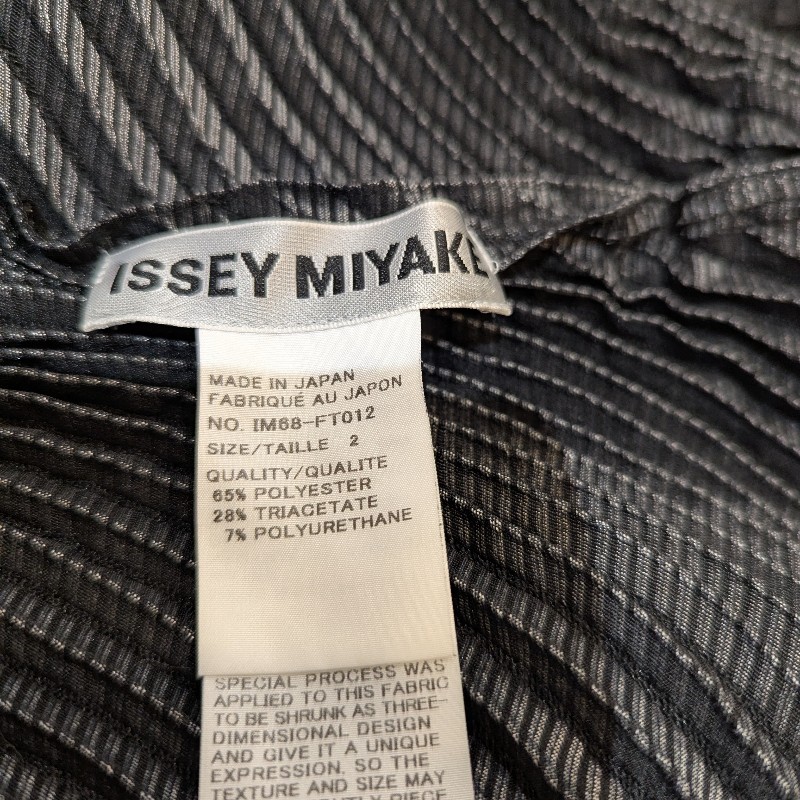 ISSEY MIYAKE
MADE IN JAPAN
FABRIQUÉ AU JAPON
NO. IM68-FT012
SIZE/TAILLE 2
QUALITY/QUALITE
65% POLYESTER
28% TRIACETATE
7% POLYURETHANE
SPECIAL PROCESS WAS
APPLIED TO THIS FABRIC
TO BE SHRUNK AS THREE-
DIMENSIONAL DESIGN
AND GIVE IT A UNIQUE
EXPRESSION. SO THE
TEXTURE AND SIZE MAY
PIECE